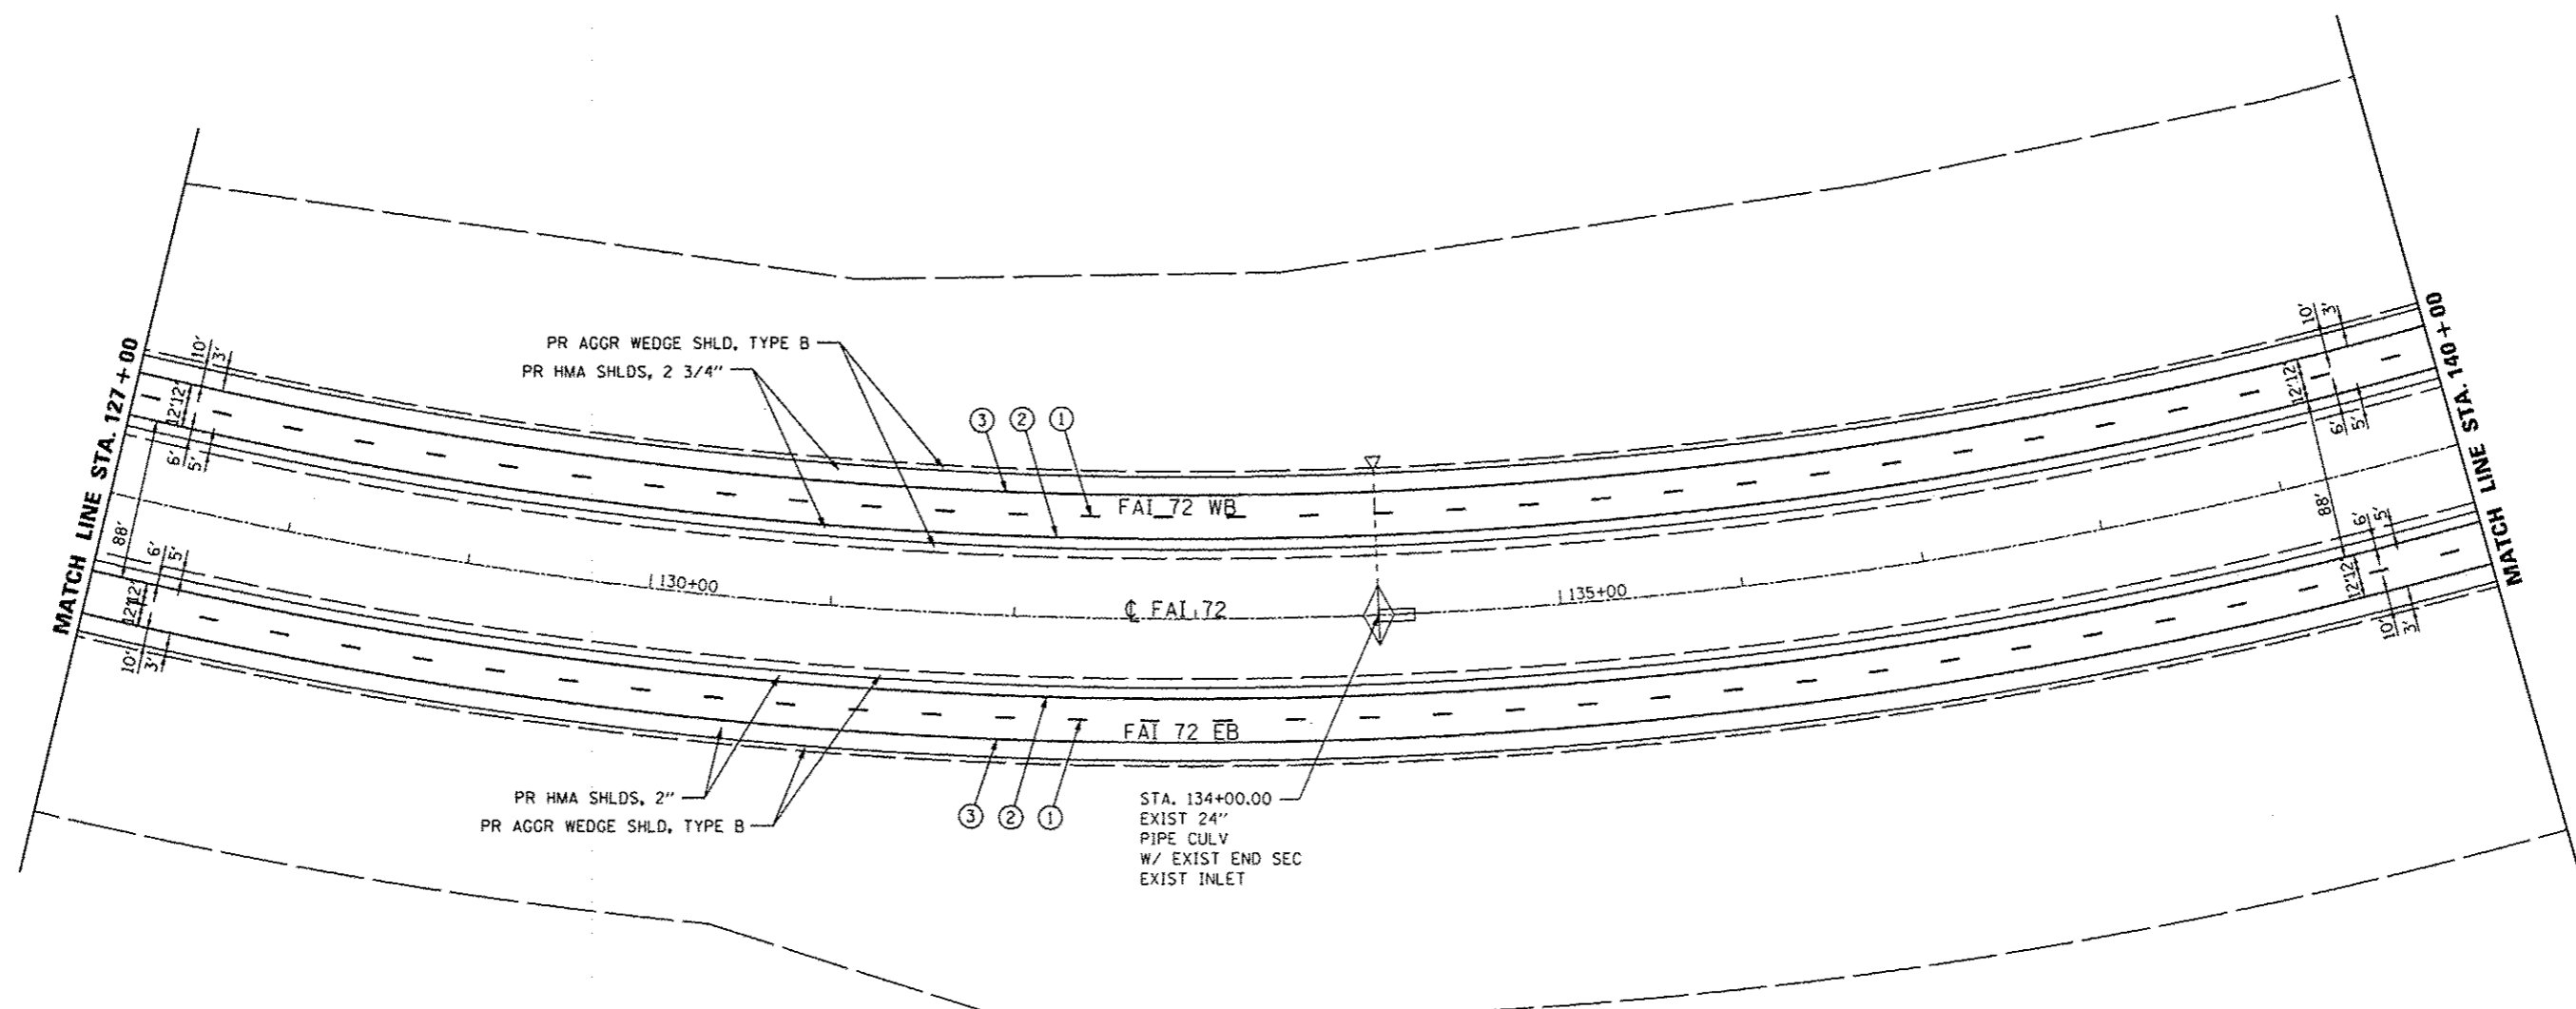 MATCH LINE STA. 127+00
10'
3'
12'12'
6'
5'
88'
6'
5'
12'12'
10'
3'
PR AGGR WEDGE SHLD, TYPE B
PR HMA SHLDS, 2 3/4"
3
2
1
FAI 72 WB
130+00
℄ FAI 72
135+00
FAI 72 EB
PR HMA SHLDS, 2"
PR AGGR WEDGE SHLD, TYPE B
3
2
1
STA. 134+00.00
EXIST 24"
PIPE CULV
W/ EXIST END SEC
EXIST INLET
10'
3'
12'12'
6'
5'
88'
6'
5'
12'12'
10'
3'
MATCH LINE STA. 140+00